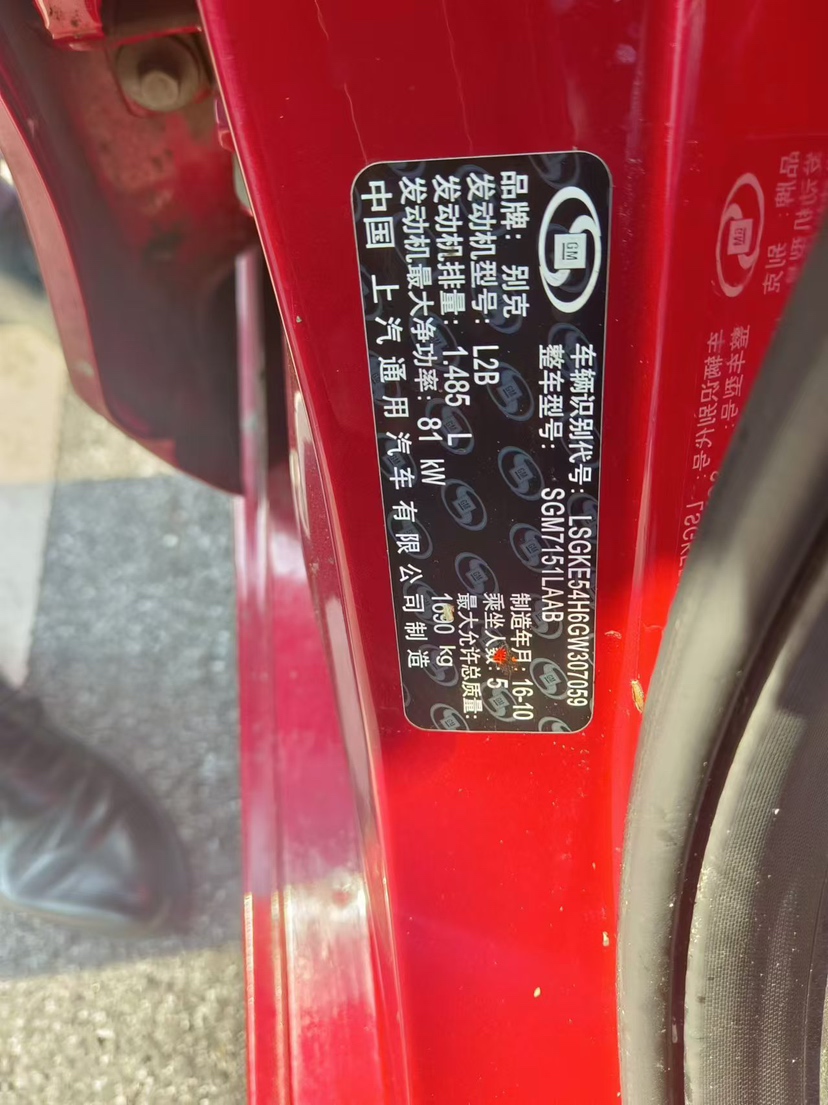 GM
车辆识别代号: LSGKE54H6GW307059
整车型号: SGM7151LAAB
品牌: 别克 制造年月: 16-10
发动机型号: L2B 乘坐人数: 5
发动机排量: 1.485 L 最大允许总质量:
发动机最大净功率: 81 kW 1690 kg
中国 上汽通用汽车有限公司制造